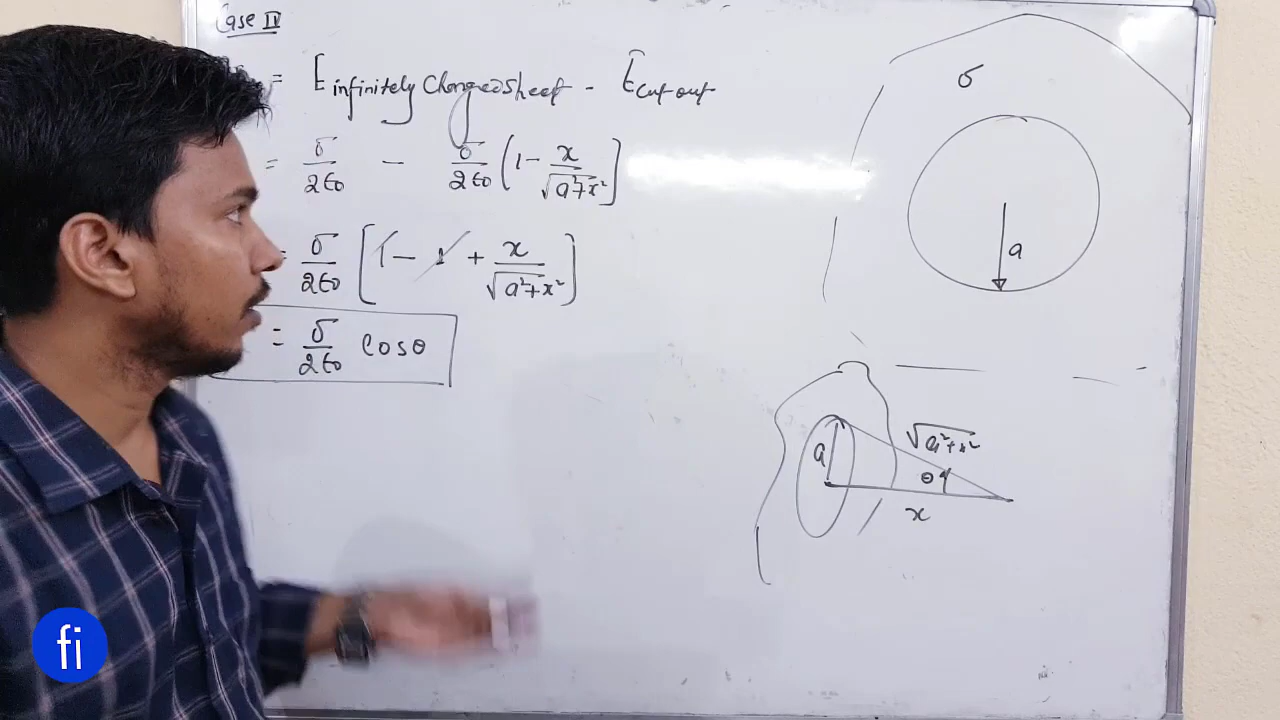 Case II
= E infinitely Charged sheet - E cut out
= σ/2ϵ0 - σ/2ϵ0 (1 - x/√a²+x²]
= σ/2ϵ0 [1 - 1 + x/√a²+x²]
= σ/2ϵ0 cosθ
σ
a
a
√a²+x²
θ
x
fi